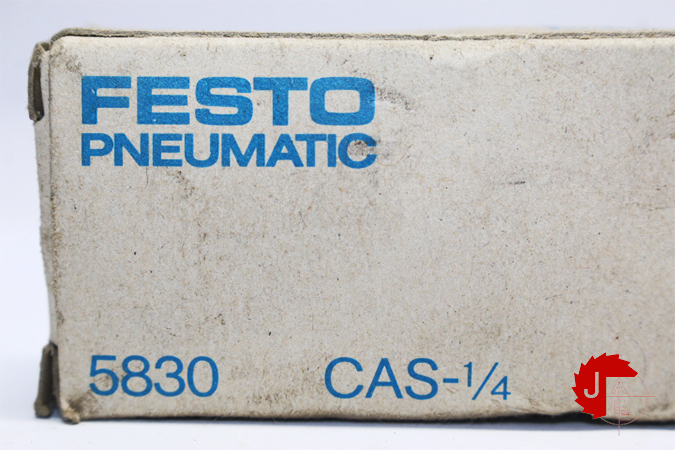 FESTO
PNEUMATIC
5830 CAS-1/4
J